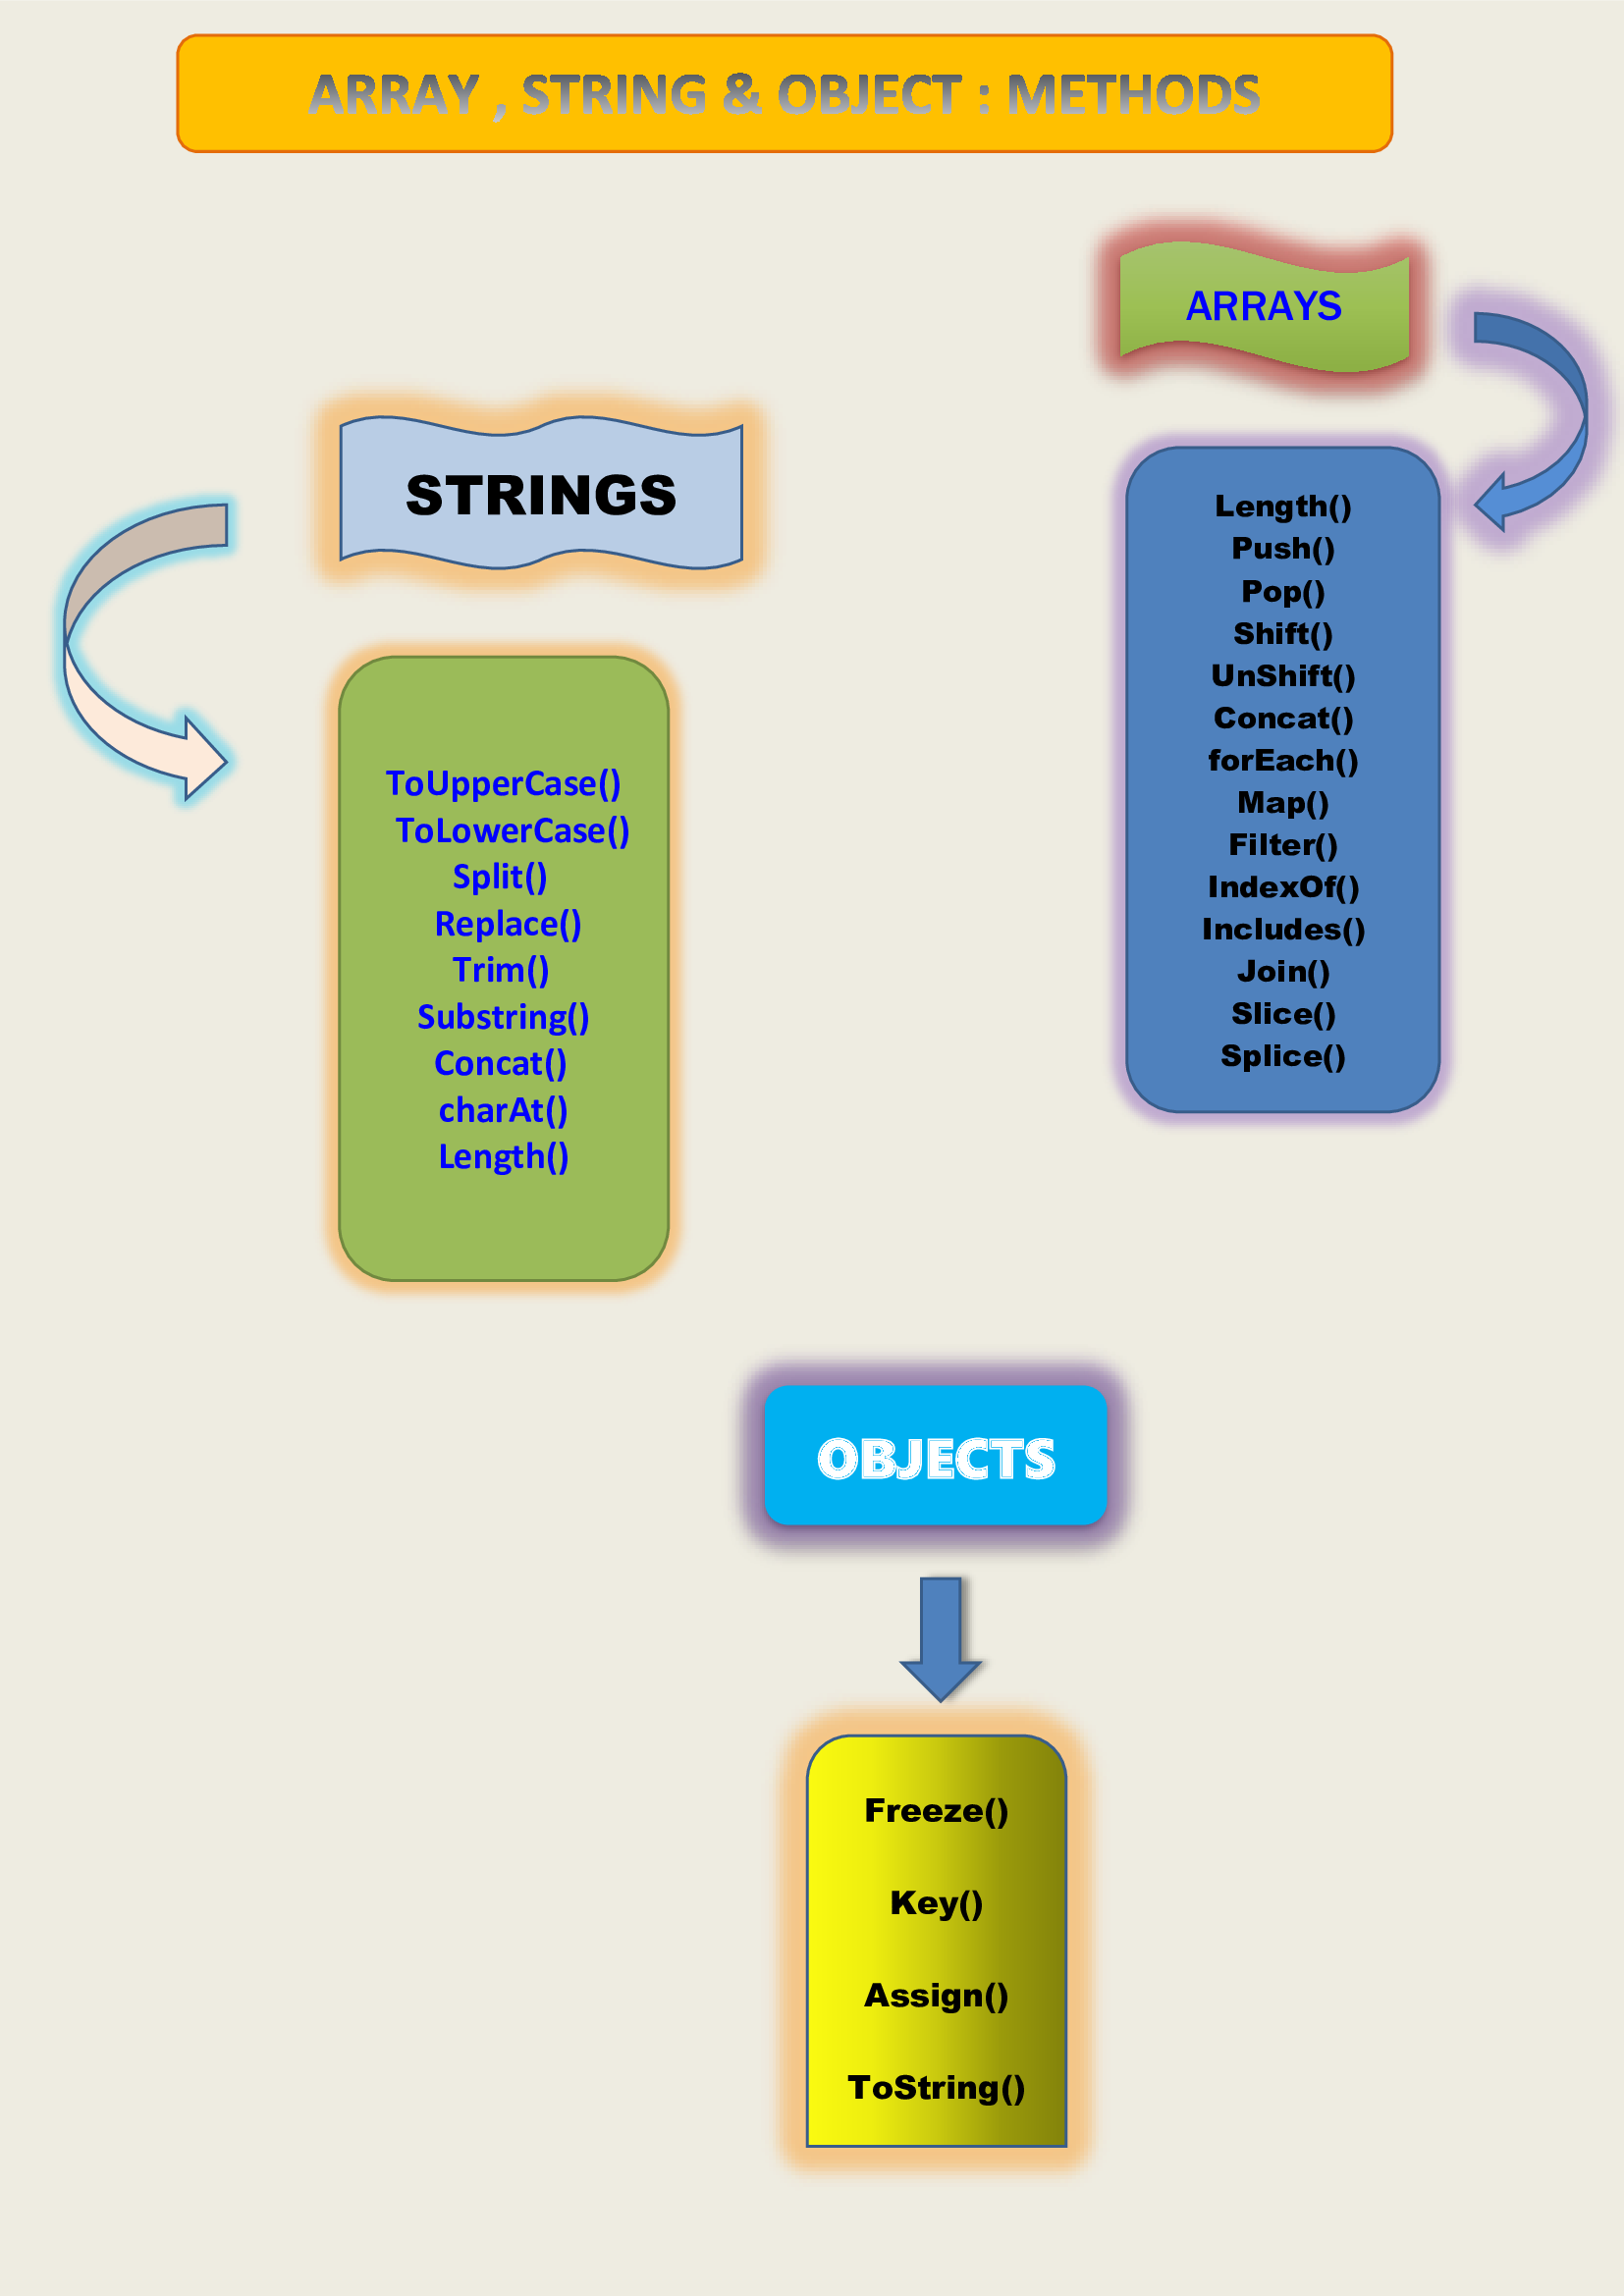 ARRAY , STRING & OBJECT : METHODS
ARRAYS
Length()
Push()
Pop()
Shift()
UnShift()
Concat()
forEach()
Map()
Filter()
IndexOf()
Includes()
Join()
Slice()
Splice()
STRINGS
ToUpperCase()
ToLowerCase()
Split()
Replace()
Trim()
Substring()
Concat()
charAt()
Length()
OBJECTS
Freeze()
Key()
Assign()
ToString()